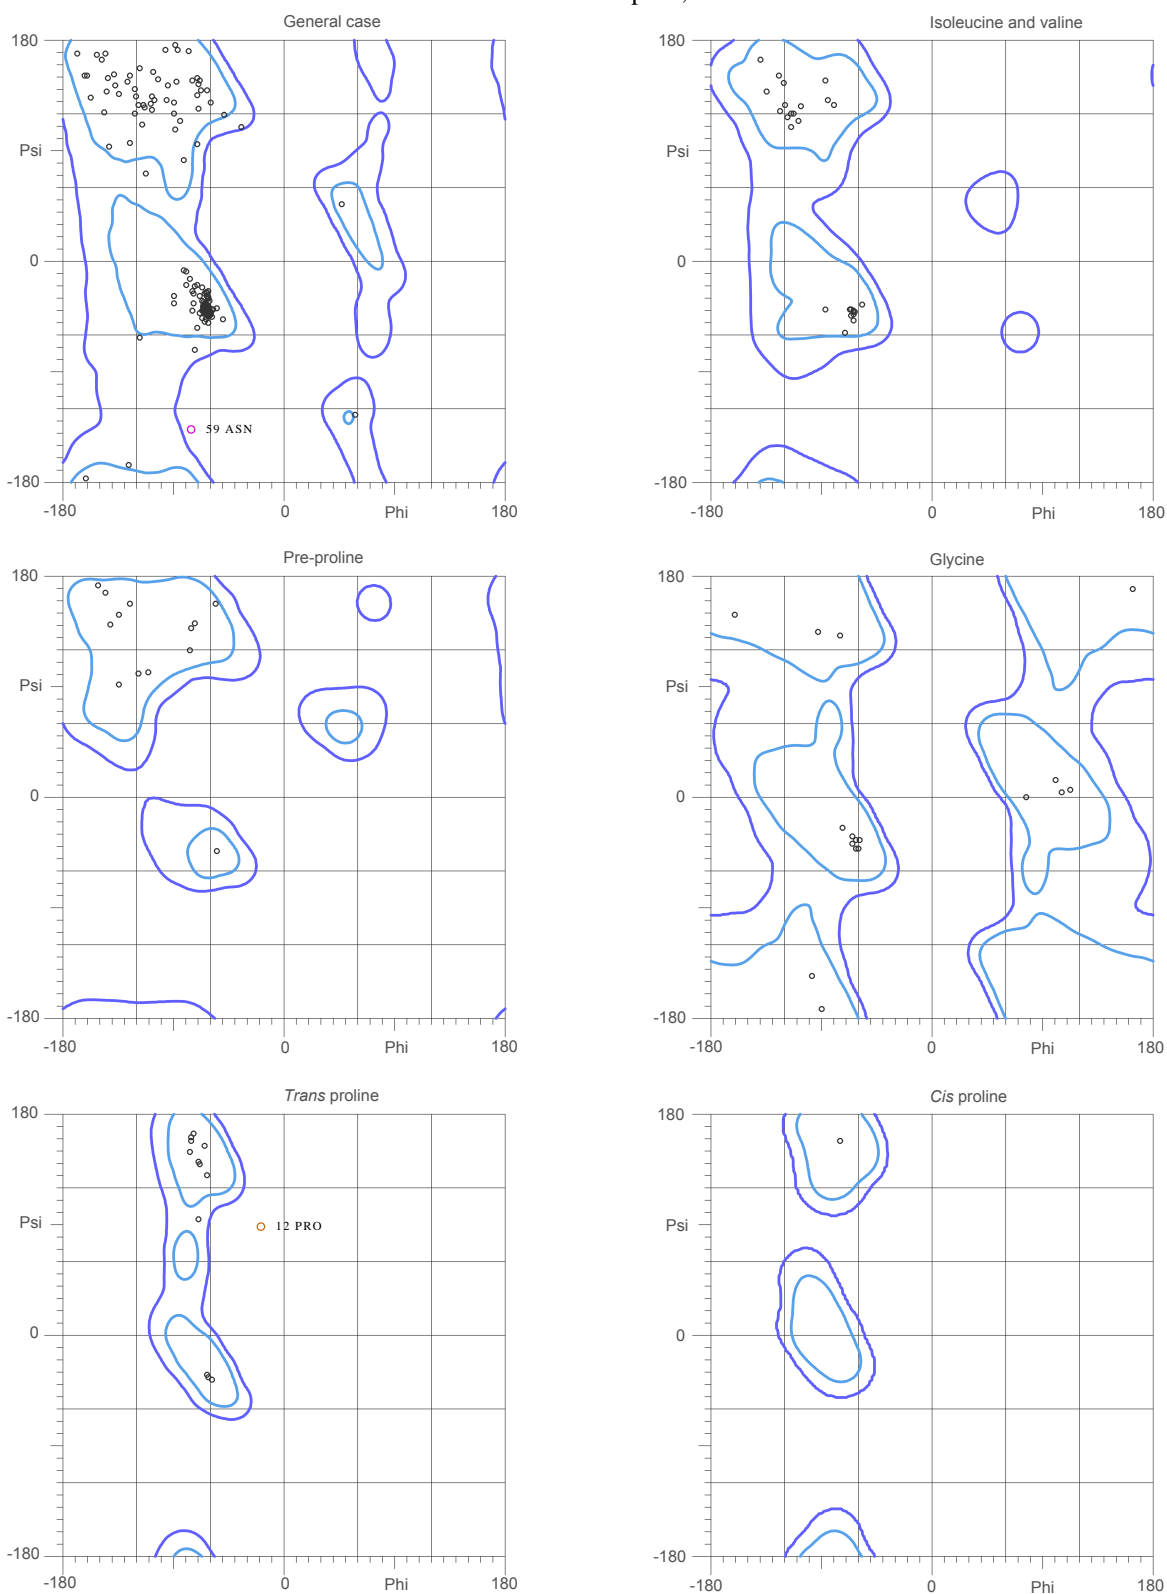 General case
Isoleucine and valine
180
Psi
0
-180
-180
0
Phi
180
59 ASN
180
Psi
0
-180
-180
0
Phi
180
Pre-proline
Glycine
180
Psi
0
-180
-180
0
Phi
180
180
Psi
0
-180
-180
0
Phi
180
Trans proline
Cis proline
180
Psi
0
-180
-180
0
Phi
180
12 PRO
180
Psi
0
-180
-180
0
Phi
180